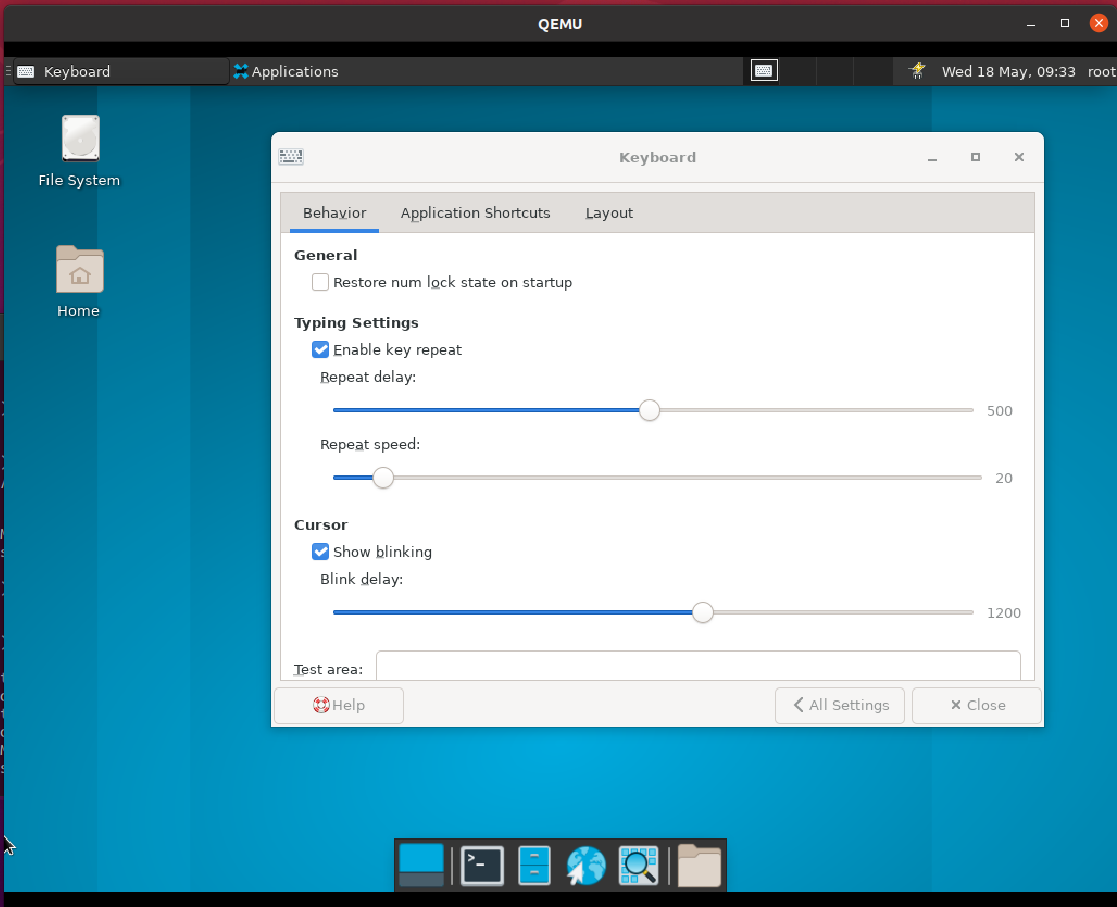 QEMU
Keyboard
Applications
Wed 18 May, 09:33 root
File System
Home
Keyboard
Behavior Application Shortcuts Layout
General
Restore num lock state on startup
Typing Settings
Enable key repeat
Repeat delay:
500
Repeat speed:
20
Cursor
Show blinking
Blink delay:
1200
Test area:
Help All Settings Close
>_